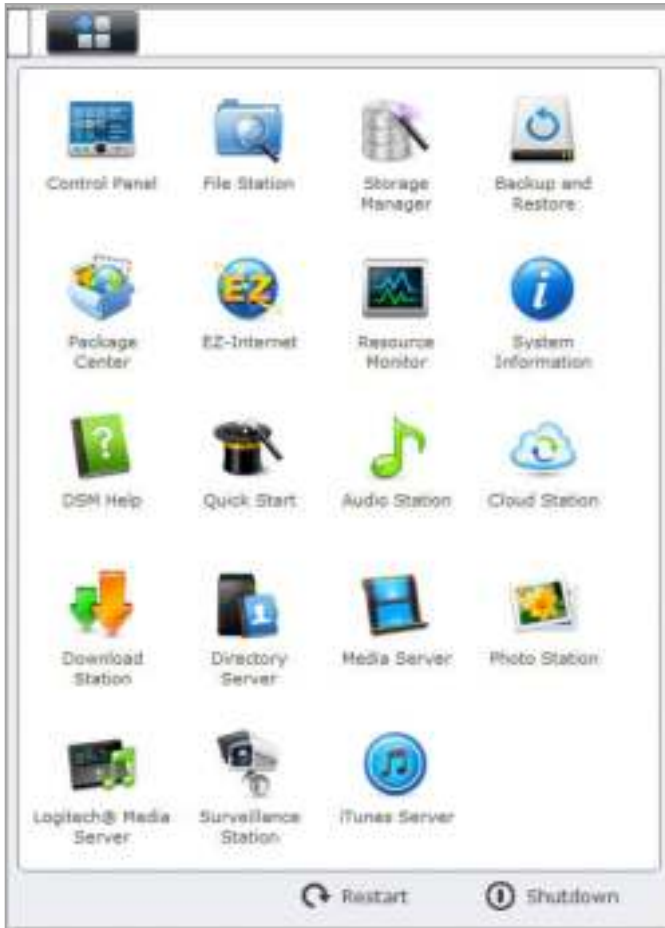 Control Panel
File Station
Storage
Manager
Backup and
Restore
Package
Center
EZ
EZ-Internet
Resource
Monitor
i
System
Information
?
DSM Help
Quick Start
Audio Station
Cloud Station
Download
Station
Directory
Server
Media Server
Photo Station
Logitech® Media
Server
Surveillance
Station
iTunes Server
Restart
Shutdown